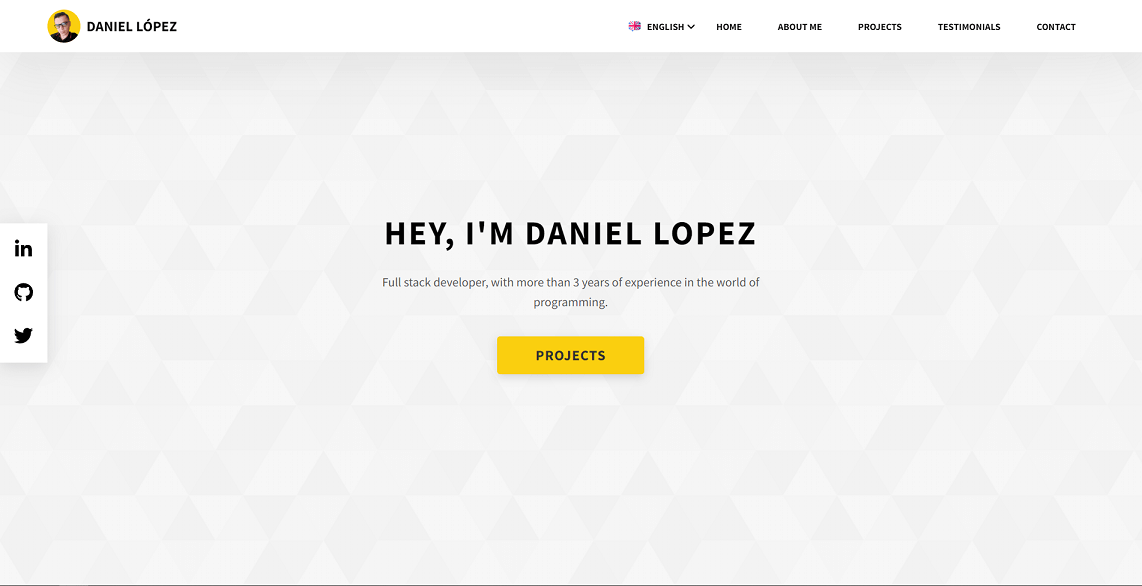 DANIEL LÓPEZ
ENGLISH
HOME
ABOUT ME
PROJECTS
TESTIMONIALS
CONTACT
in
HEY, I'M DANIEL LOPEZ
Full stack developer, with more than 3 years of experience in the world of
programming.
PROJECTS